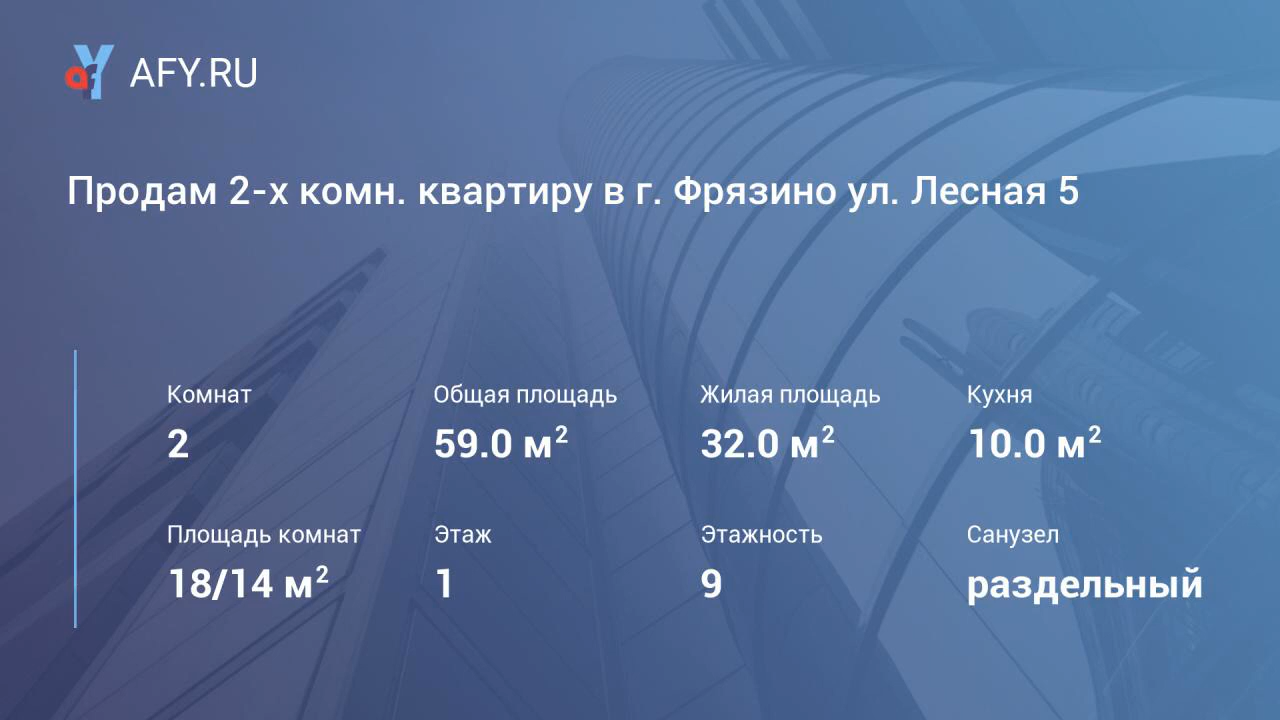 AFY.RU
Продам 2-х комн. квартиру в г. Фрязино ул. Лесная 5
Комнат
2
Общая площадь
59.0 м²
Жилая площадь
32.0 м²
Кухня
10.0 м²
Площадь комнат
18/14 м²
Этаж
1
Этажность
9
Санузел
раздельный